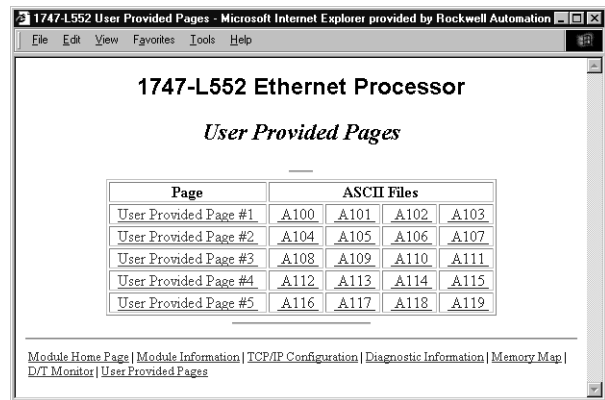 1747-L552 User Provided Pages - Microsoft Internet Explorer provided by Rockwell Automation
File Edit View Favorites Tools Help
1747-L552 Ethernet Processor
User Provided Pages
Page ASCII Files
User Provided Page #1 A100 A101 A102 A103
User Provided Page #2 A104 A105 A106 A107
User Provided Page #3 A108 A109 A110 A111
User Provided Page #4 A112 A113 A114 A115
User Provided Page #5 A116 A117 A118 A119
Module Home Page | Module Information | TCP/IP Configuration | Diagnostic Information | Memory Map |
D/T Monitor | User Provided Pages